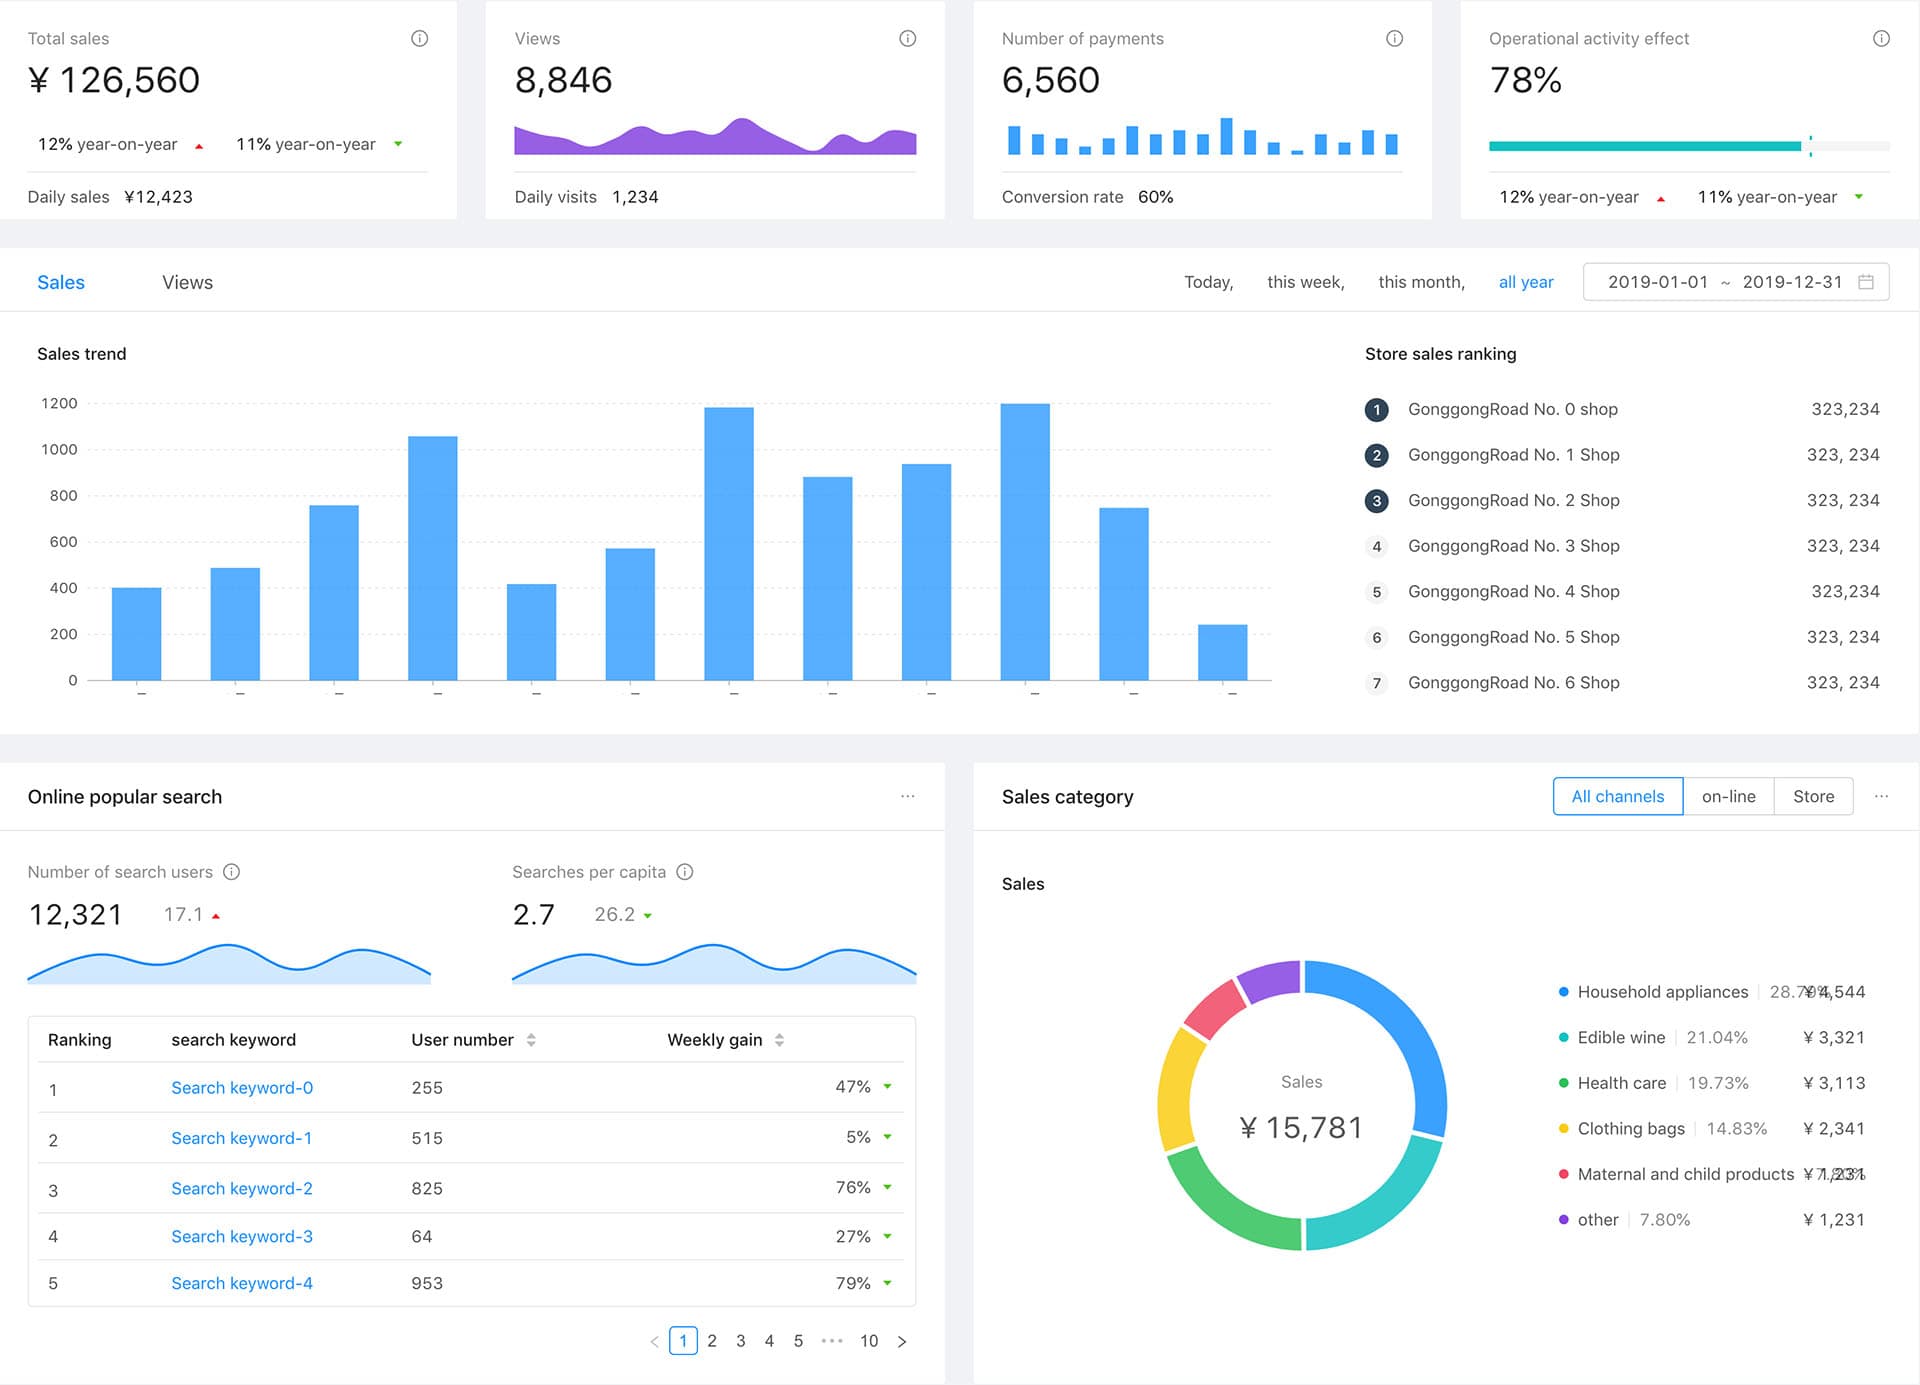 Total sales
¥ 126,560
12% year-on-year 11% year-on-year
Daily sales ¥12,423
Views
8,846
Daily visits 1,234
Number of payments
6,560
Conversion rate 60%
Operational activity effect
78%
12% year-on-year 11% year-on-year
Sales Views Today, this week, this month, all year 2019-01-01 ~ 2019-12-31
Sales trend
1200
1000
800
600
400
200
0
Store sales ranking
1 GonggongRoad No. 0 shop 323,234
2 GonggongRoad No. 1 Shop 323, 234
3 GonggongRoad No. 2 Shop 323, 234
4 GonggongRoad No. 3 Shop 323, 234
5 GonggongRoad No. 4 Shop 323,234
6 GonggongRoad No. 5 Shop 323, 234
7 GonggongRoad No. 6 Shop 323, 234
Online popular search ···
Number of search users
12,321 17.1
Searches per capita
2.7 26.2
Ranking search keyword User number Weekly gain
1 Search keyword-0 255 47%
2 Search keyword-1 515 5%
3 Search keyword-2 825 76%
4 Search keyword-3 64 27%
5 Search keyword-4 953 79%
< 1 2 3 4 5 ··· 10 >
Sales category All channels on-line Store ···
Sales
Sales
¥ 15,781
Household appliances ¥ 4,544
Edible wine 21.04% ¥ 3,321
Health care 19.73% ¥ 3,113
Clothing bags 14.83% ¥ 2,341
Maternal and child products ¥ 1,231
other 7.80% ¥ 1,231